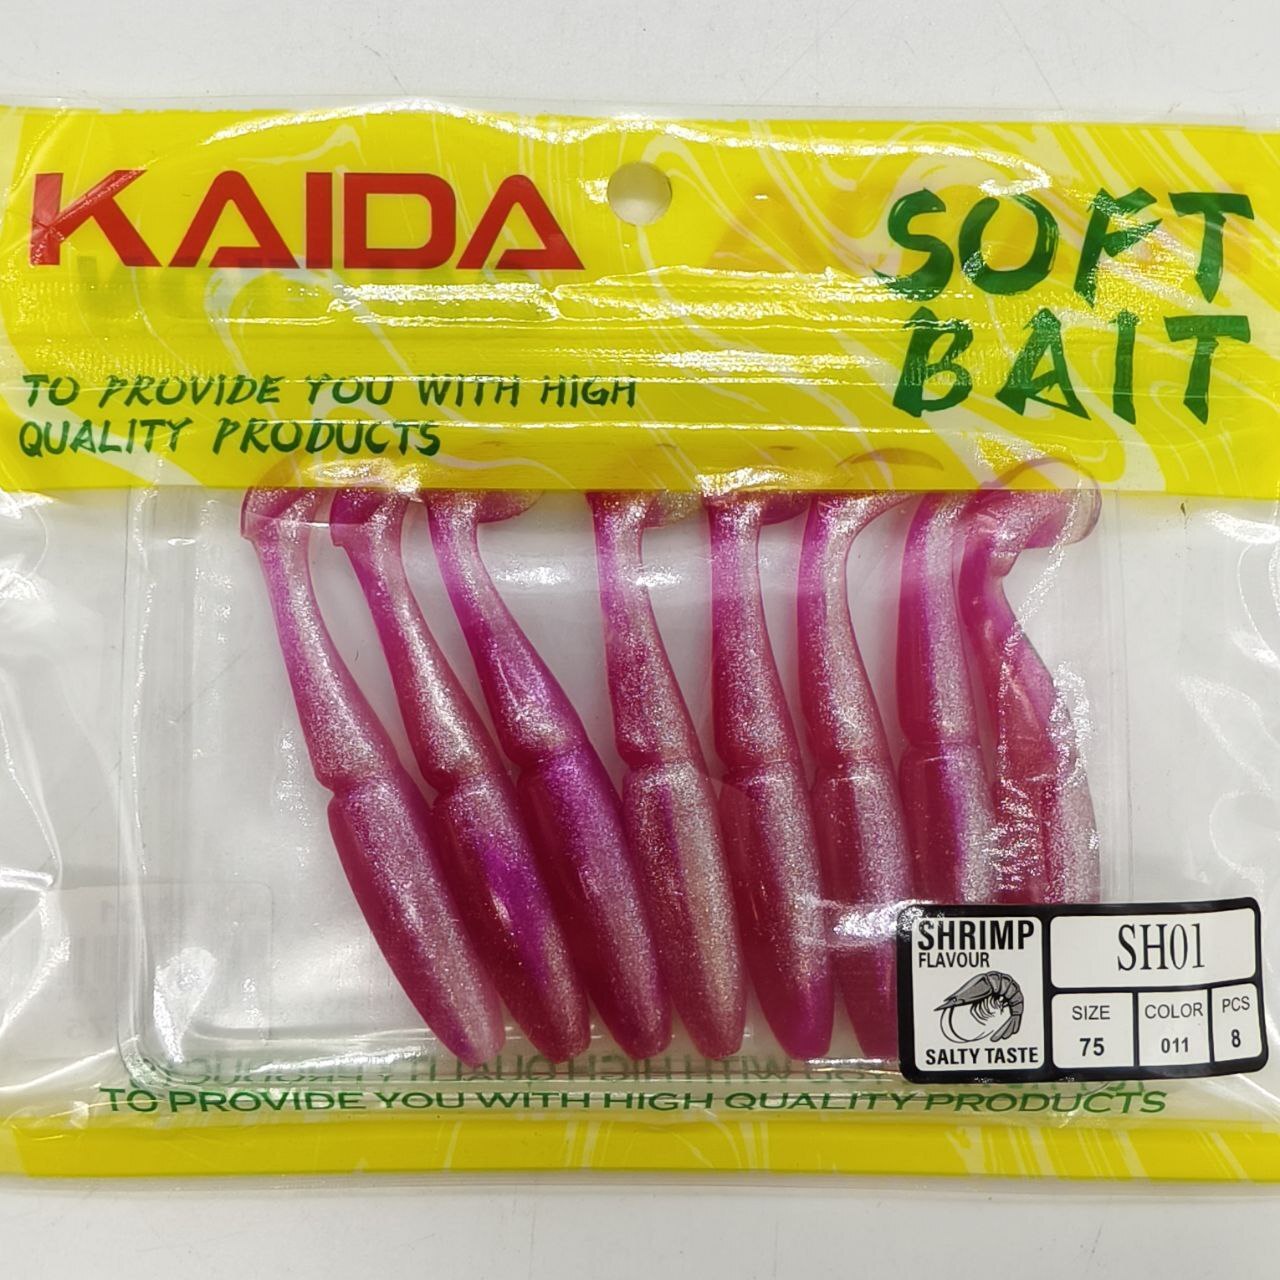 KAIDA
SOFT
BAIT
TO PROVIDE YOU WITH HIGH
QUALITY PRODUCTS
SHRIMP
FLAVOUR
SALTY TASTE
SH01
SIZE
75
COLOR
011
PCS
8
TO PROVIDE YOU WITH HIGH QUALITY PRODUCTS